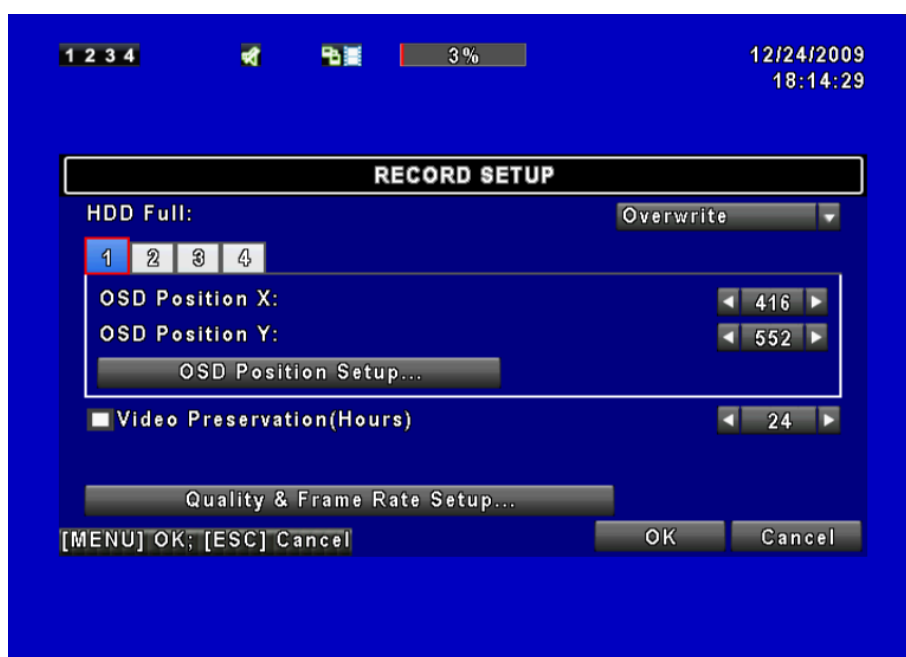 1 2 3 4 3% 12/24/2009
18:14:29
RECORD SETUP
HDD Full: Overwrite
1 2 3 4
OSD Position X: 416
OSD Position Y: 552
OSD Position Setup...
Video Preservation(Hours) 24
Quality & Frame Rate Setup...
[MENU] OK; [ESC] Cancel OK Cancel